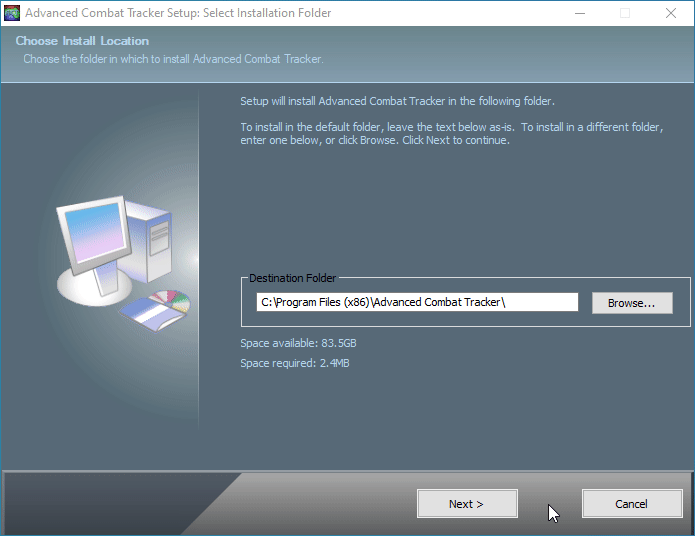 Advanced Combat Tracker Setup: Select Installation Folder
Choose Install Location
Choose the folder in which to install Advanced Combat Tracker.
Setup will install Advanced Combat Tracker in the following folder.
To install in the default folder, leave the text below as-is.  To install in a different folder,
enter one below, or click Browse. Click Next to continue.
Destination Folder
C:\Program Files (x86)\Advanced Combat Tracker\
Browse...
Space available: 83.5GB
Space required: 2.4MB
Next >
Cancel